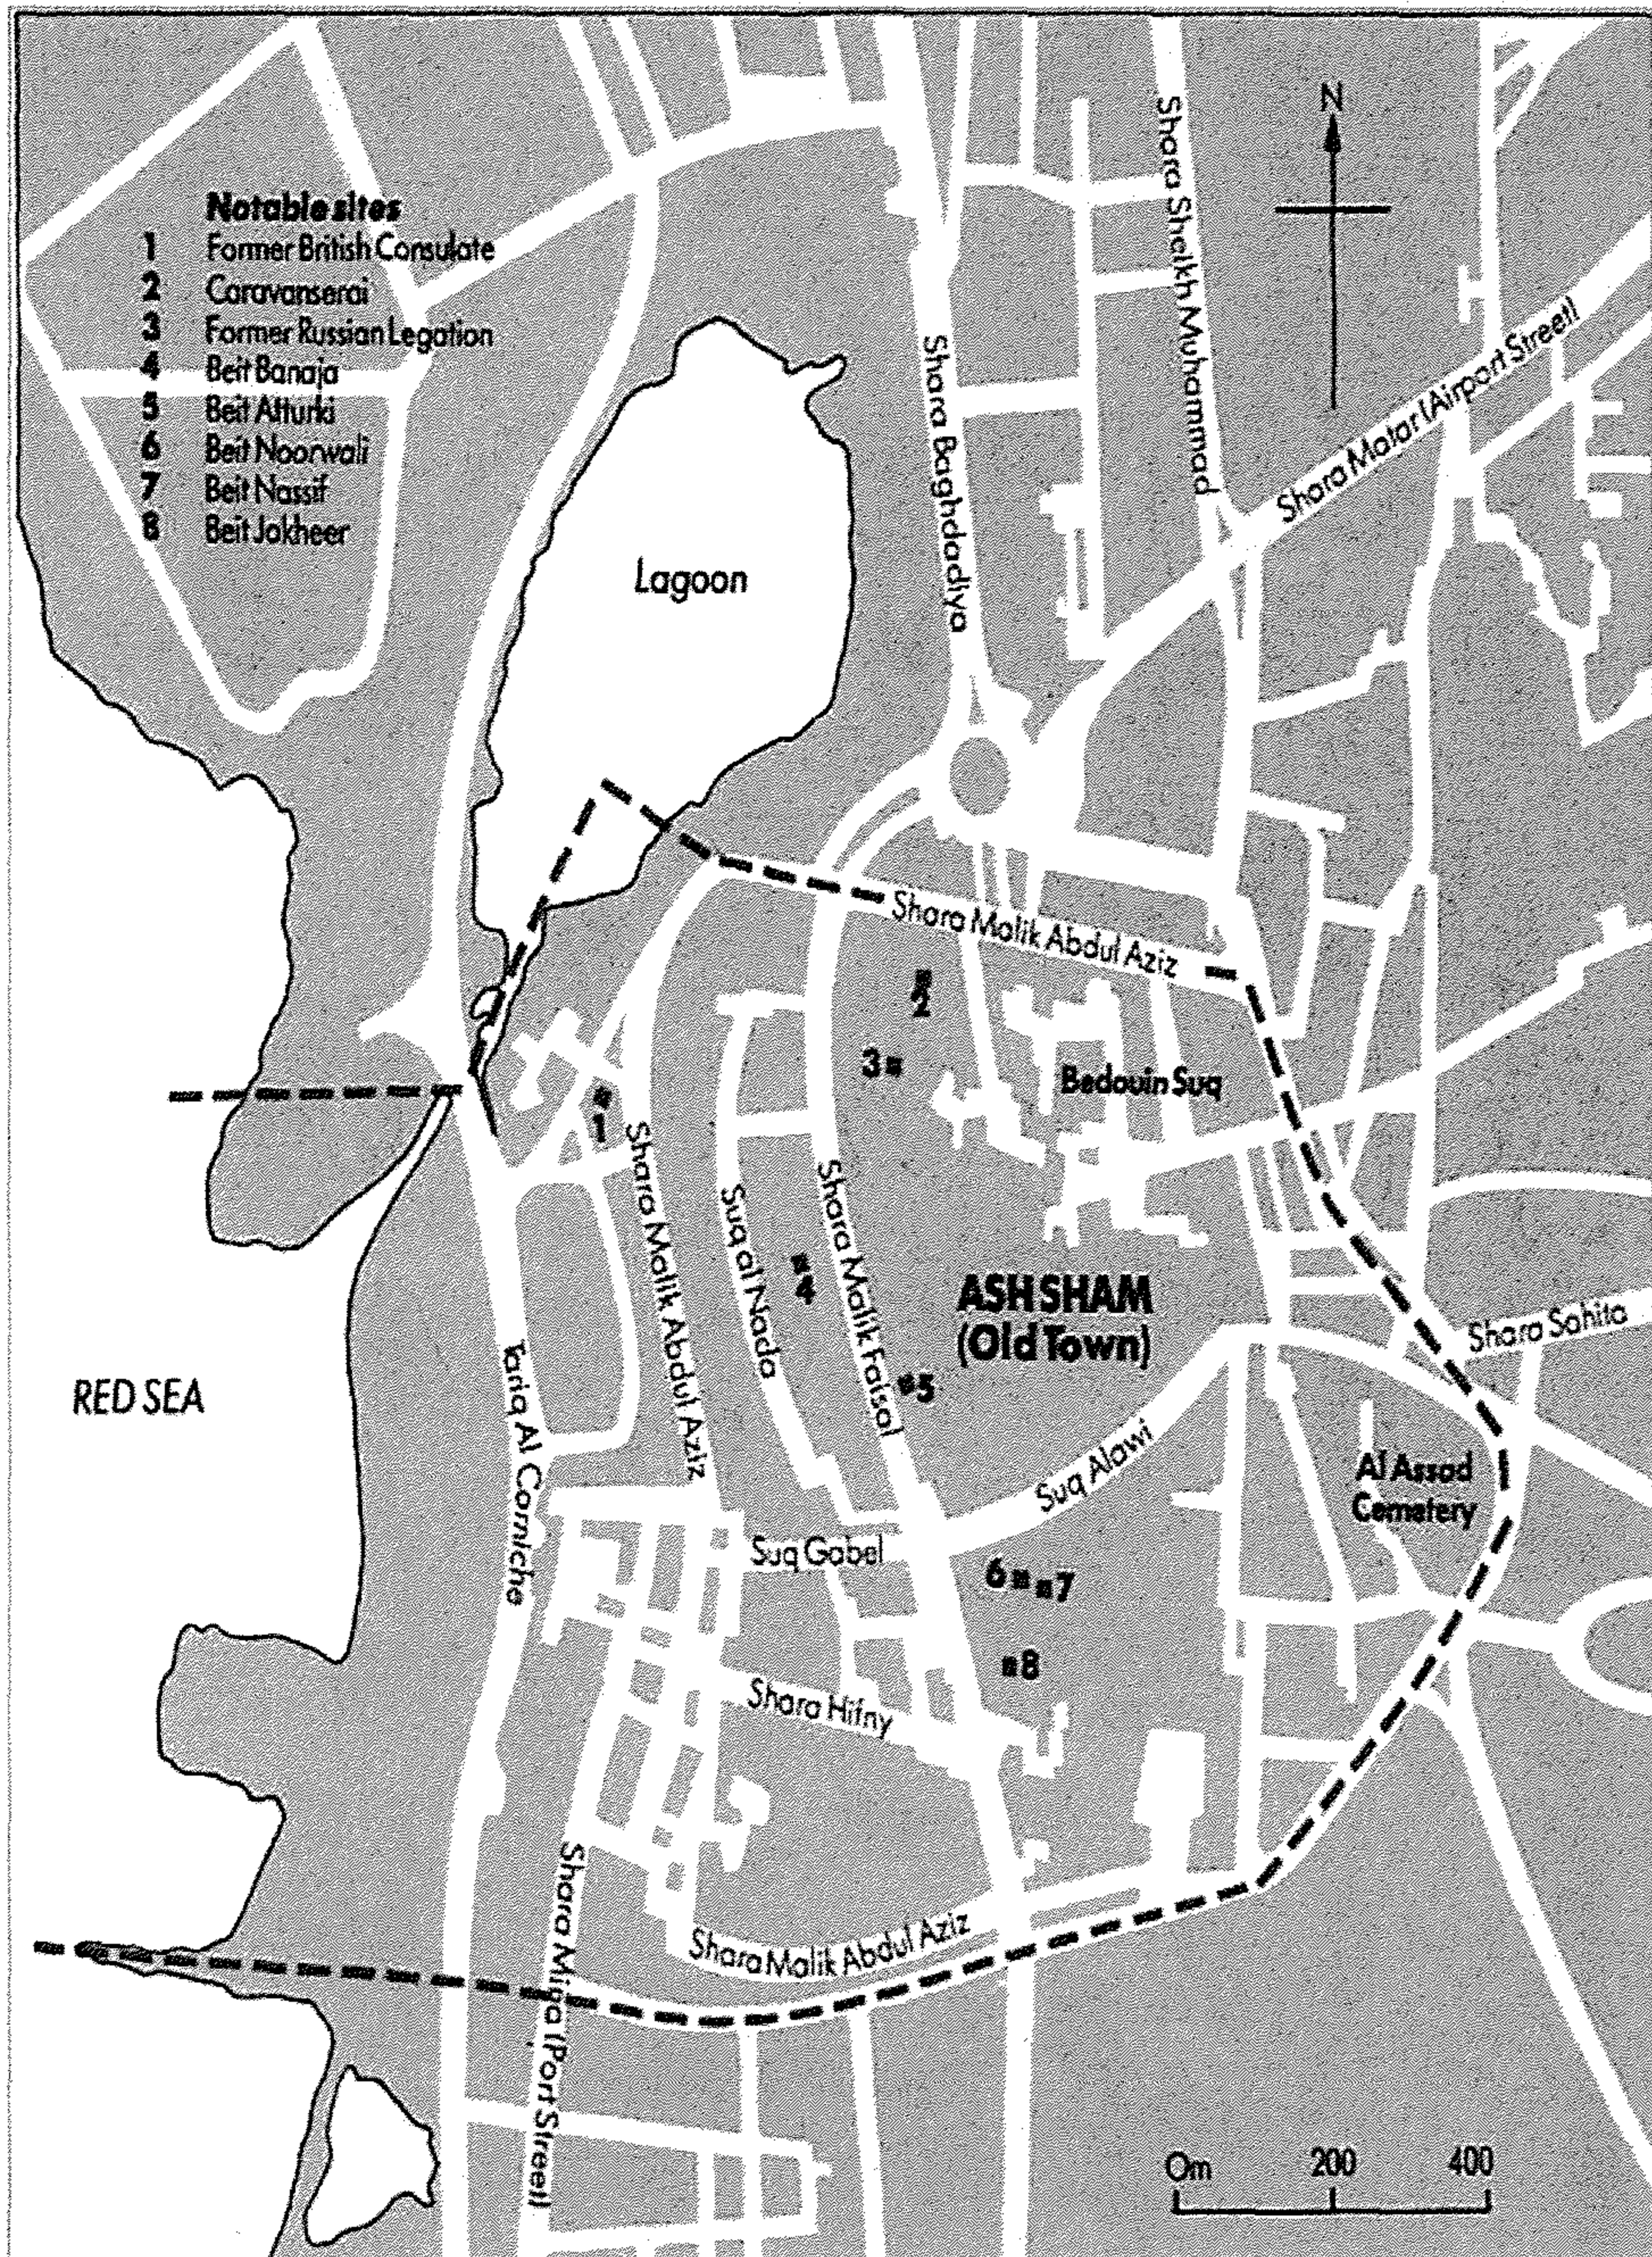 N
Notable sites
1 Former British Consulate
2 Caravanserai
3 Former Russian Legation
4 Beit Banaja
5 Beit Alturki
6 Beit Noorwali
7 Beit Nassif
8 Beit Jokheer
Shara Sheikh Muhammad
Shara Matar (Airport Street)
Shara Baghdadiya
Lagoon
Shara Malik Abdul Aziz
2
3
Bedouin Suq
1
Shara Malik Abdul Aziz
Suq al Nada
Shara Malik Faisal
4
ASH SHAM
(Old Town)
Shara Sahita
RED SEA
Tariq Al Corniche
5
Suq Alawi
Al Assad
Cemetery
Suq Gabel
6
7
8
Shara Hifny
Shara Malik Abdul Aziz
Shara Mina (Port Street)
0m 200 400